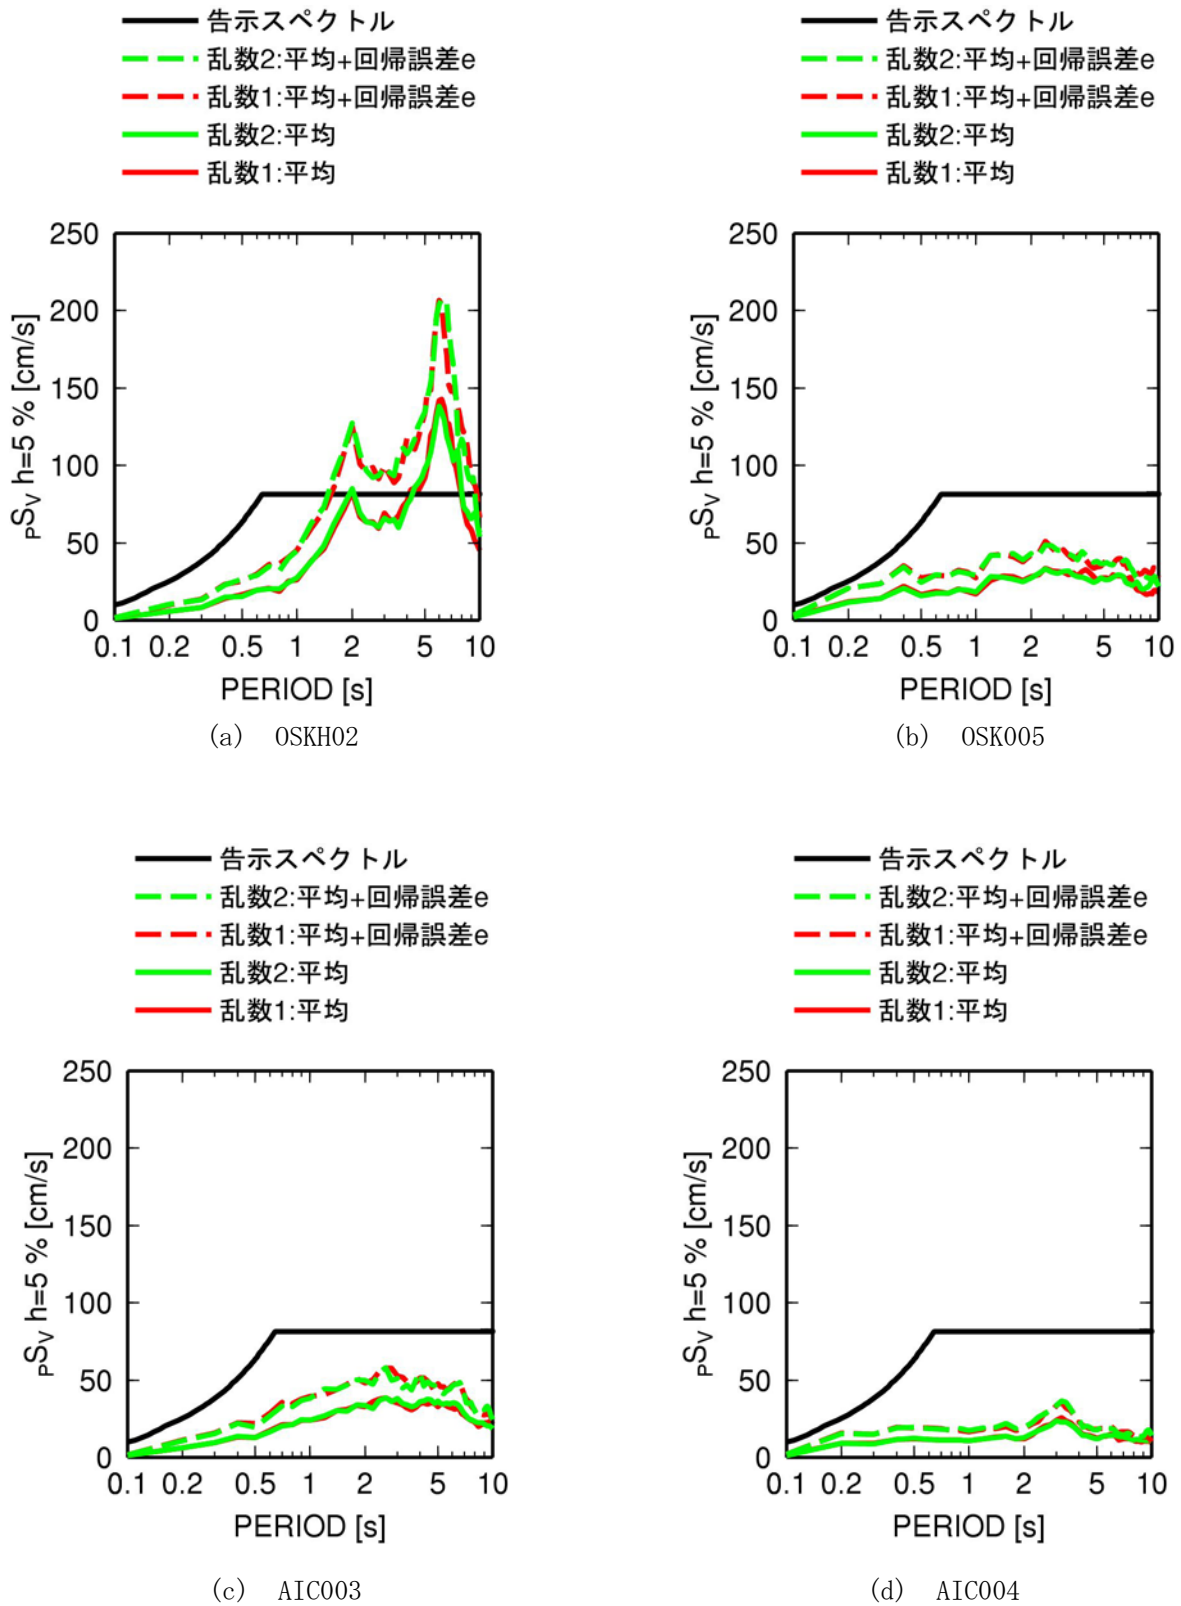 告示スペクトル
乱数2:平均+回帰誤差e
乱数1:平均+回帰誤差e
乱数2:平均
乱数1:平均
250
200
150
100
50
0
0.1 0.2 0.5 1 2 5 10
PSV h=5 % [cm/s]
PERIOD [s]
(a) OSKH02
告示スペクトル
乱数2:平均+回帰誤差e
乱数1:平均+回帰誤差e
乱数2:平均
乱数1:平均
250
200
150
100
50
0
0.1 0.2 0.5 1 2 5 10
PSV h=5 % [cm/s]
PERIOD [s]
(b) OSK005
告示スペクトル
乱数2:平均+回帰誤差e
乱数1:平均+回帰誤差e
乱数2:平均
乱数1:平均
250
200
150
100
50
0
0.1 0.2 0.5 1 2 5 10
PSV h=5 % [cm/s]
PERIOD [s]
(c) AIC003
告示スペクトル
乱数2:平均+回帰誤差e
乱数1:平均+回帰誤差e
乱数2:平均
乱数1:平均
250
200
150
100
50
0
0.1 0.2 0.5 1 2 5 10
PSV h=5 % [cm/s]
PERIOD [s]
(d) AIC004